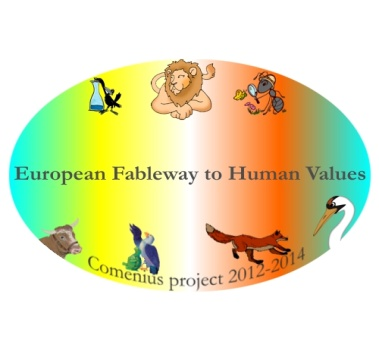 European Fableway to Human Values
Comenius project 2012-2014